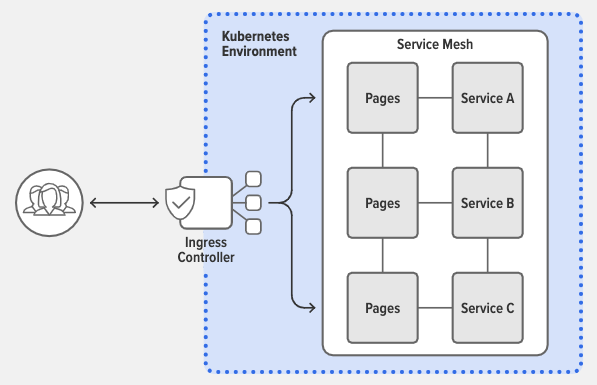 Kubernetes
Environment
Service Mesh
Pages
Service A
Pages
Service B
Ingress
Controller
Pages
Service C